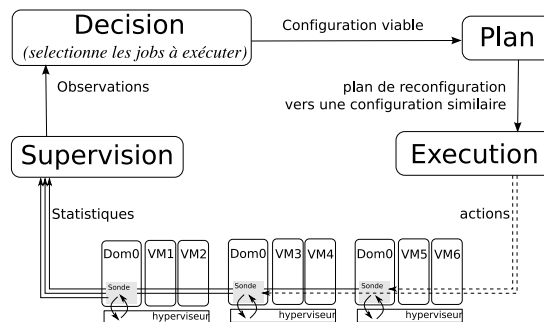 Decision
(selectionne les jobs à exécuter)
Configuration viable
Plan
Observations
plan de reconfiguration
vers une configuration similaire
Supervision
Execution
Statistiques
actions
Dom0 VM1 VM2 Dom0 VM3 VM4 Dom0 VM5 VM6
Sonde Sonde Sonde
hyperviseur hyperviseur hyperviseur